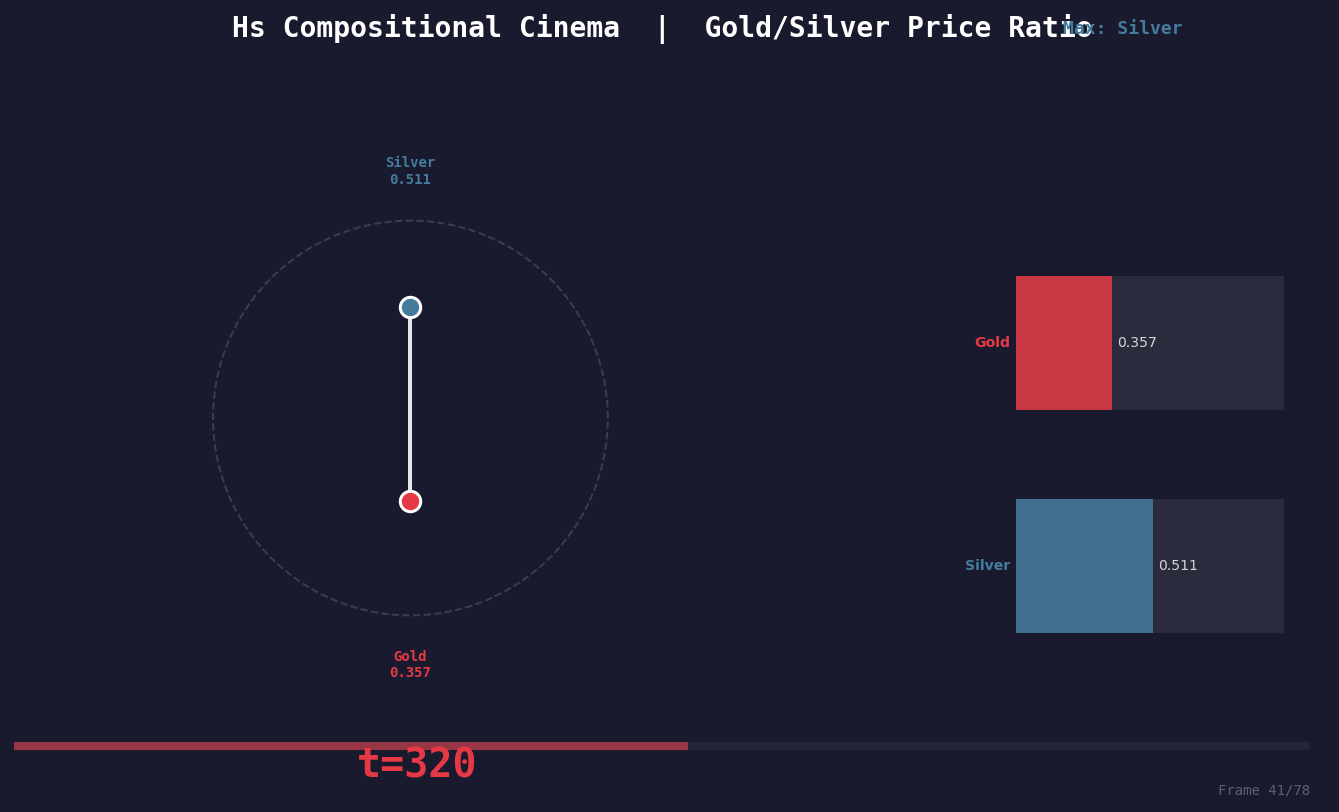 Hs Compositional Cinema | Gold/Silver Price Ratio
Max: Silver
Silver
0.511
Gold
0.357
Gold
0.357
Silver
0.511
t=320
Frame 41/78